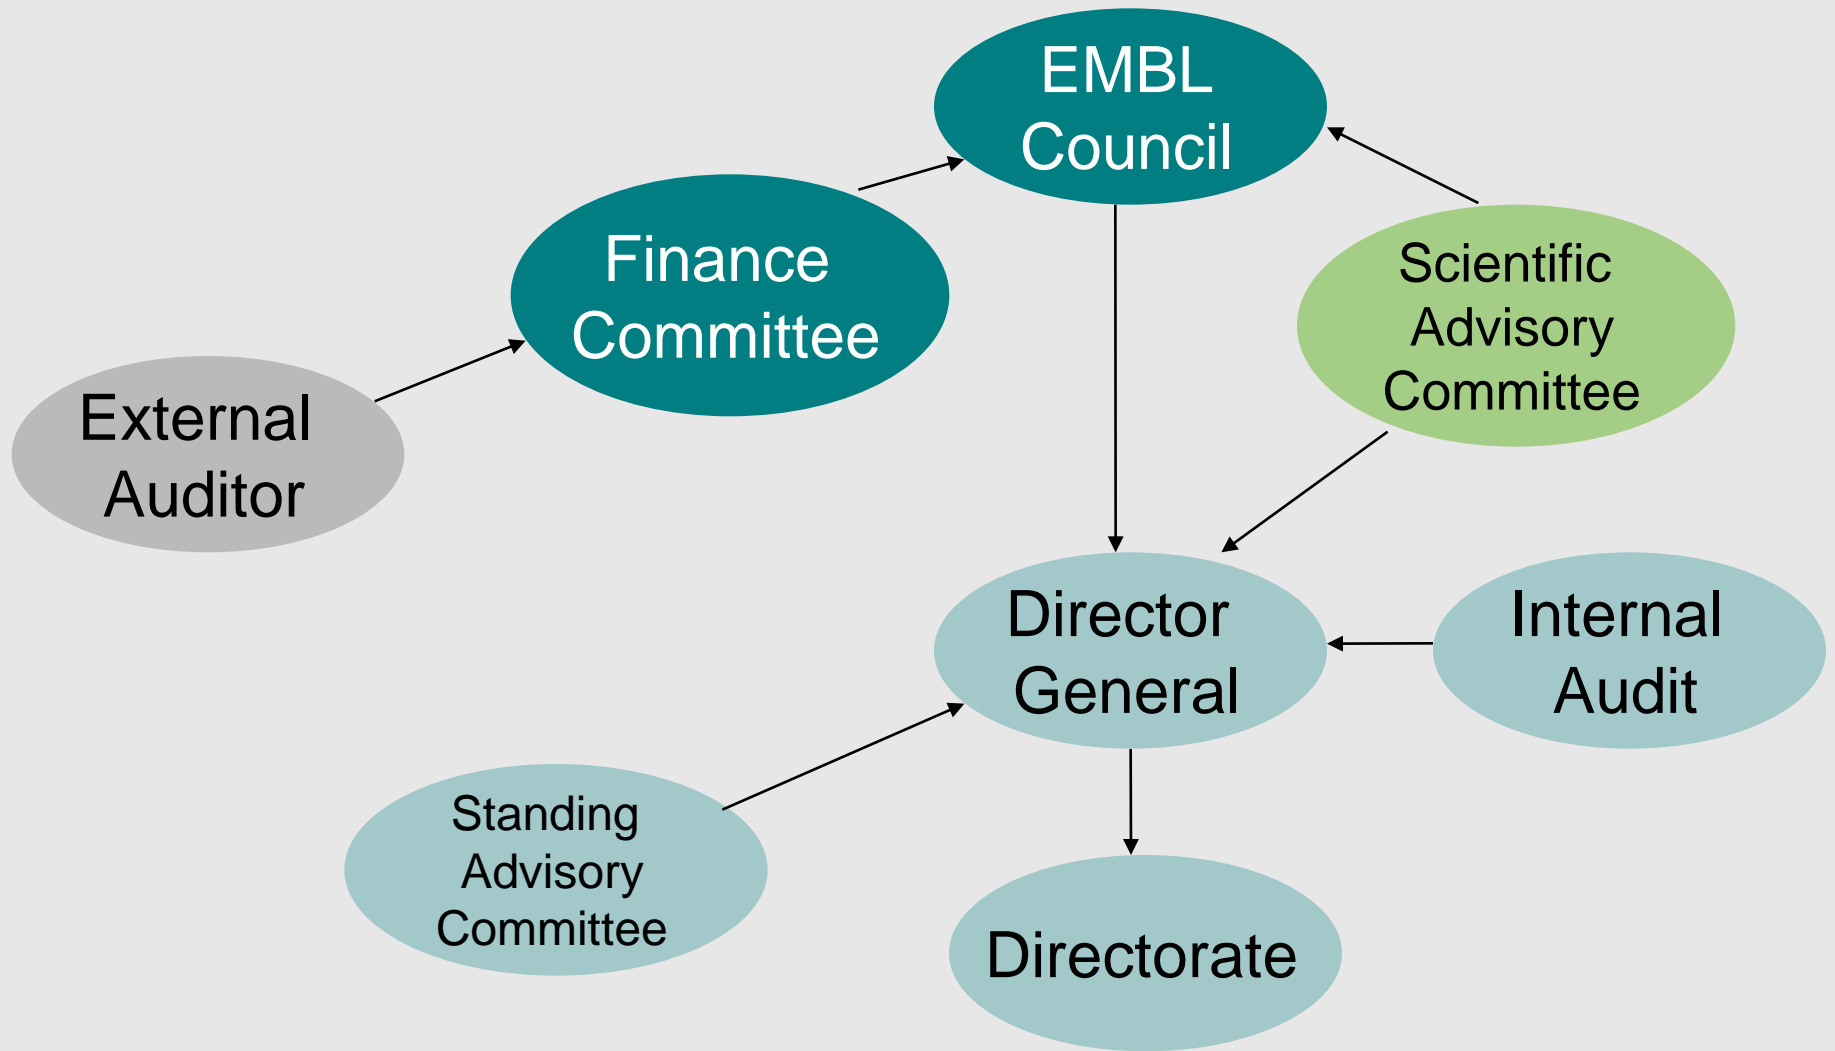 EMBL
Council
Finance
Committee
Scientific
Advisory
Committee
External
Auditor
Director
General
Internal
Audit
Standing
Advisory
Committee
Directorate